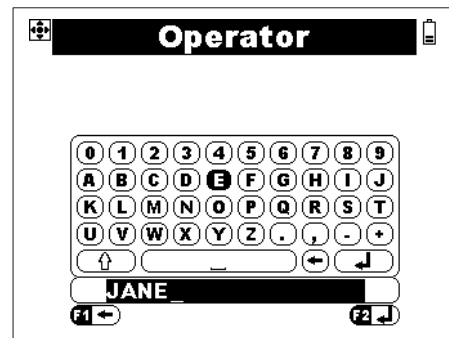 Operator
0 1 2 3 4 5 6 7 8 9
A B C D E F G H I J
K L M N O P Q R S T
U V W X Y Z . , - +
JANE_
F1 F2